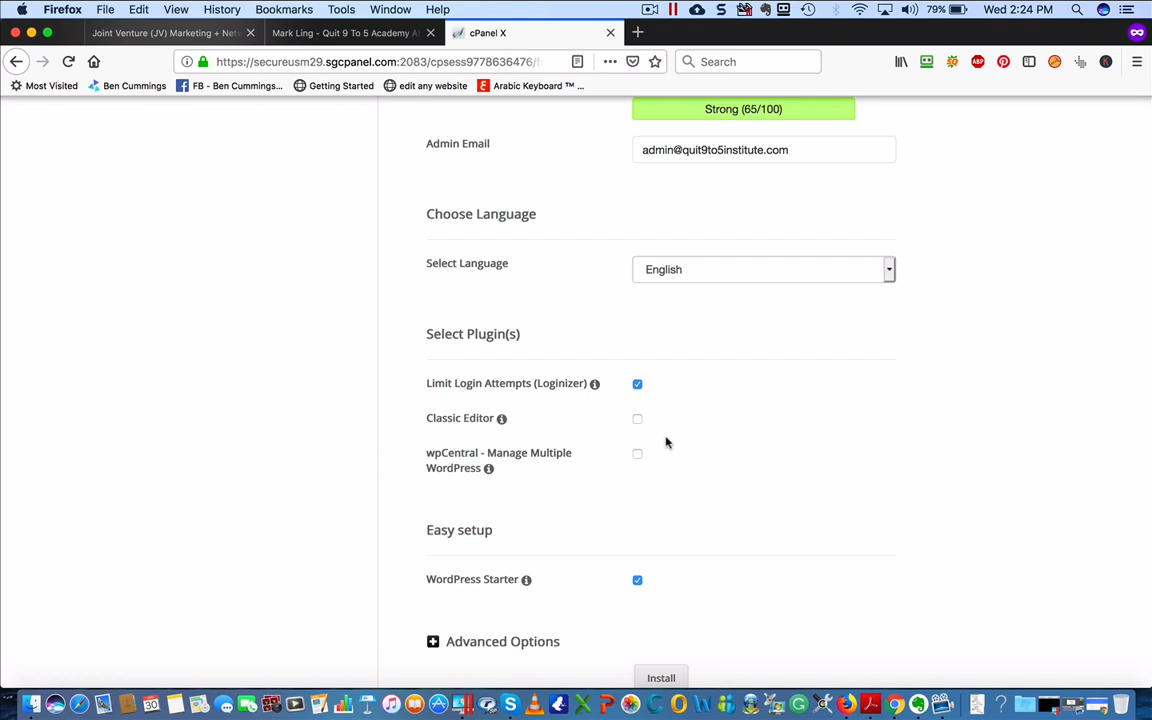 Firefox File Edit View History Bookmarks Tools Window Help 79% Wed 2:24 PM
Joint Venture (JV) Marketing + Net Mark Ling - Quit 9 To 5 Academy A cPanel X
https://secureusm29.sgcpanel.com:2083/cpsess9778636476/f Search
Most Visited Ben Cummings FB - Ben Cummings... Getting Started edit any website Arabic Keyboard ™ ...
Strong (65/100)
Admin Email admin@quit9to5institute.com
Choose Language
Select Language English
Select Plugin(s)
Limit Login Attempts (Loginizer)
Classic Editor
wpCentral - Manage Multiple
WordPress
Easy setup
WordPress Starter
Advanced Options
Install